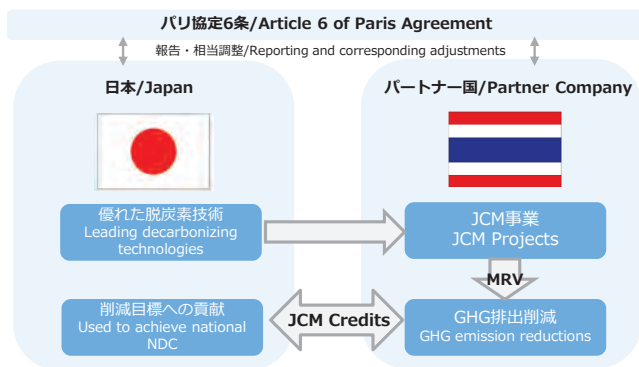 パリ協定6条/Article 6 of Paris Agreement
報告・相当調整/Reporting and corresponding adjustments
日本/Japan
パートナー国/Partner Company
優れた脱炭素技術
Leading decarbonizing
technologies
JCM事業
JCM Projects
MRV
削減目標への貢献
Used to achieve national
NDC
JCM Credits
GHG排出削減
GHG emission reductions